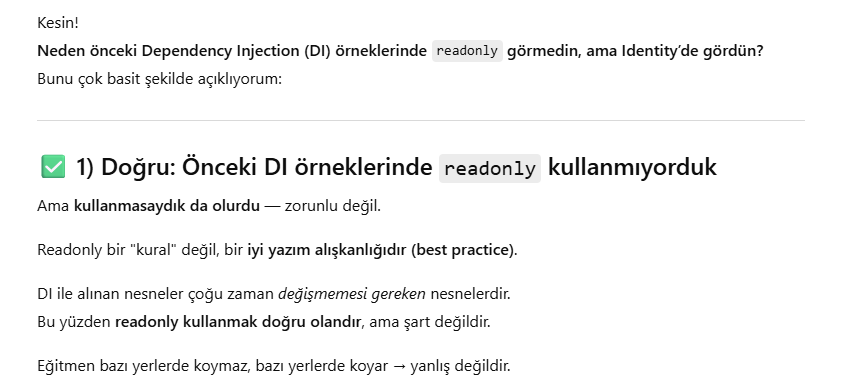 Kesin!
Neden önceki Dependency Injection (DI) örneklerinde readonly görmedin, ama Identity’de gördün?
Bunu çok basit şekilde açıklıyorum:
✅ 1) Doğru: Önceki DI örneklerinde readonly kullanmıyorduk
Ama kullanmasaydık da olurdu — zorunlu değil.
Readonly bir "kural" değil, bir iyi yazım alışkanlığıdır (best practice).
DI ile alınan nesneler çoğu zaman değişmemesi gereken nesnelerdir.
Bu yüzden readonly kullanmak doğru olandır, ama şart değildir.
Eğitmen bazı yerlerde koymaz, bazı yerlerde koyar → yanlış değildir.